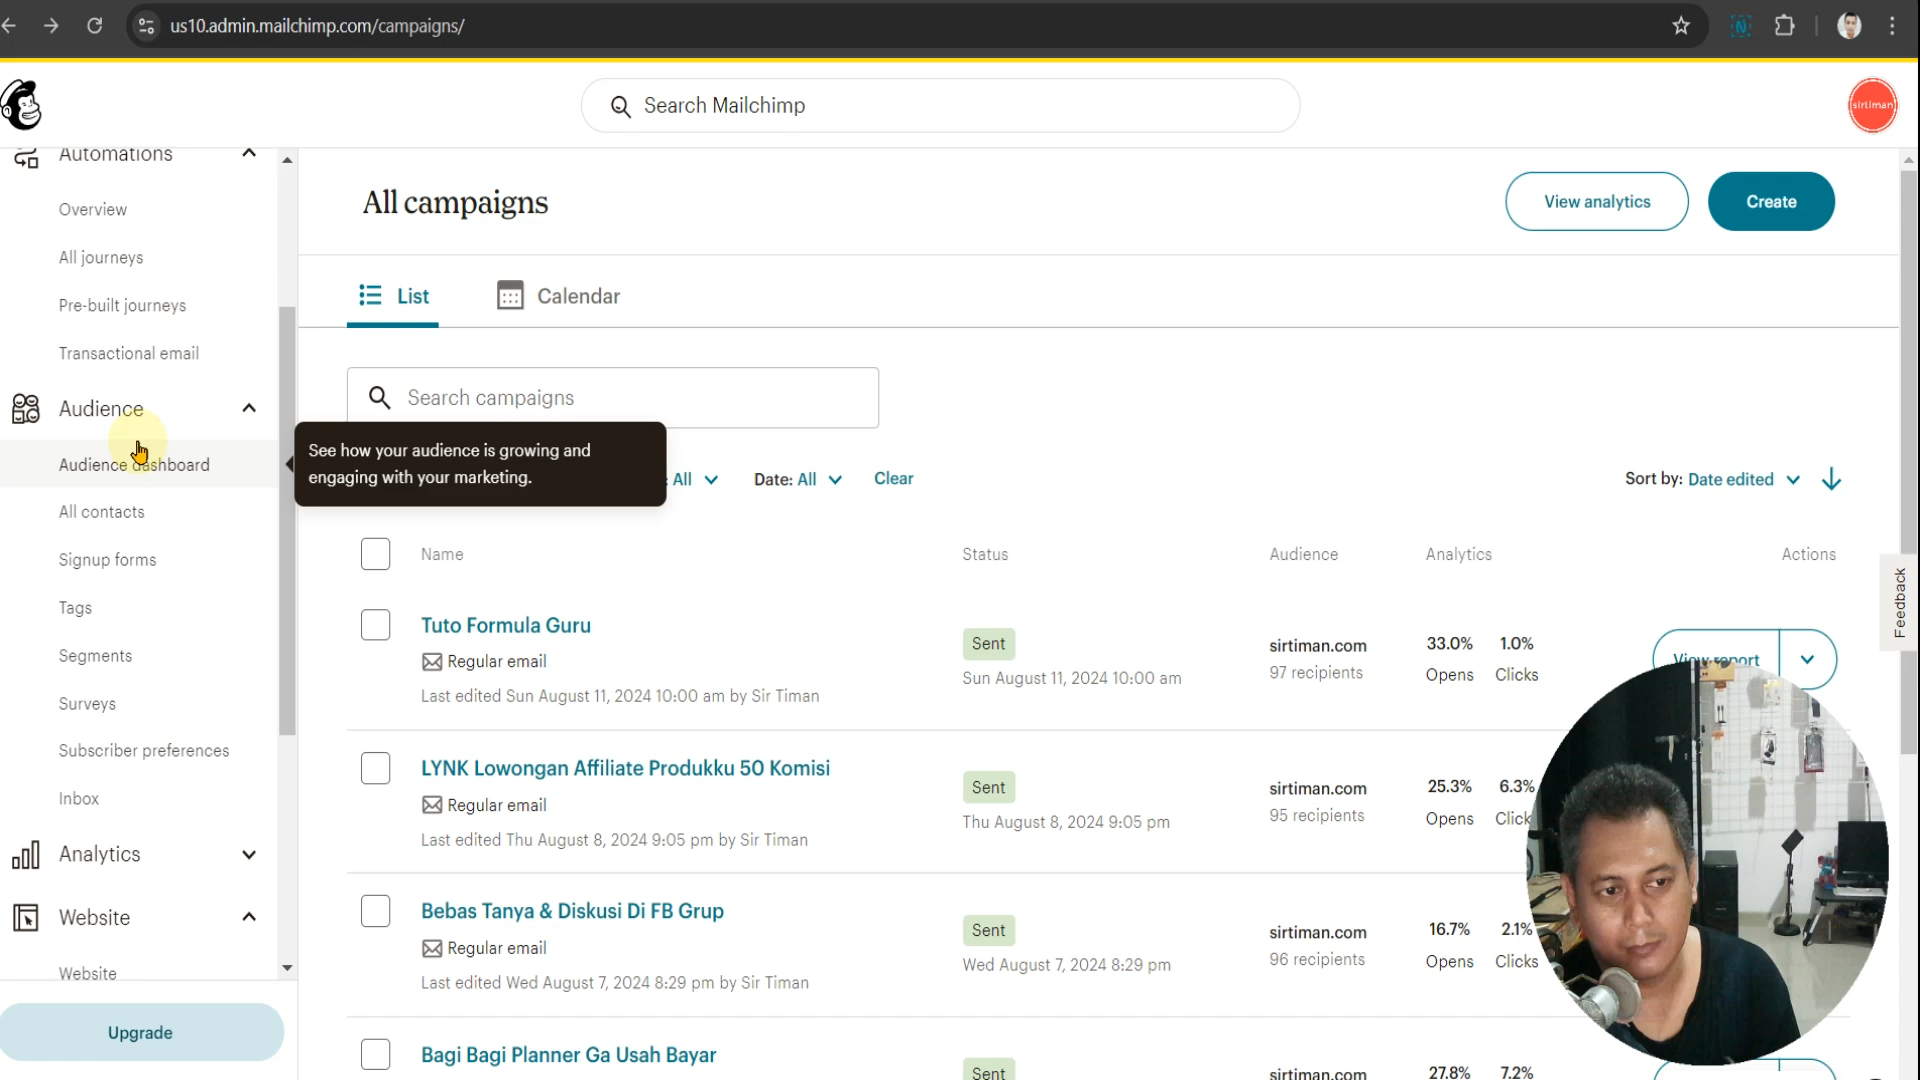 us10.admin.mailchimp.com/campaigns/
Search Mailchimp
sirtiman
Automations
Overview
All journeys
Pre-built journeys
Transactional email
Audience
Audience dashboard
All contacts
Signup forms
Tags
Segments
Surveys
Subscriber preferences
Inbox
Analytics
Website
Website
Upgrade
All campaigns
View analytics
Create
List
Calendar
Search campaigns
See how your audience is growing and
engaging with your marketing.
: All
Date: All
Clear
Sort by: Date edited
Name
Status
Audience
Analytics
Actions
Tuto Formula Guru
Regular email
Last edited Sun August 11, 2024 10:00 am by Sir Timan
Sent
Sun August 11, 2024 10:00 am
sirtiman.com
97 recipients
33.0%
Opens
1.0%
Clicks
View report
LYNK Lowongan Affiliate Produkku 50 Komisi
Regular email
Last edited Thu August 8, 2024 9:05 pm by Sir Timan
Sent
Thu August 8, 2024 9:05 pm
sirtiman.com
95 recipients
25.3%
Opens
6.3%
Click
Bebas Tanya & Diskusi Di FB Grup
Regular email
Last edited Wed August 7, 2024 8:29 pm by Sir Timan
Sent
Wed August 7, 2024 8:29 pm
sirtiman.com
96 recipients
16.7%
Opens
2.1%
Clicks
Bagi Bagi Planner Ga Usah Bayar
Sent
sirtiman.com
27.8%
7.2%
Feedback